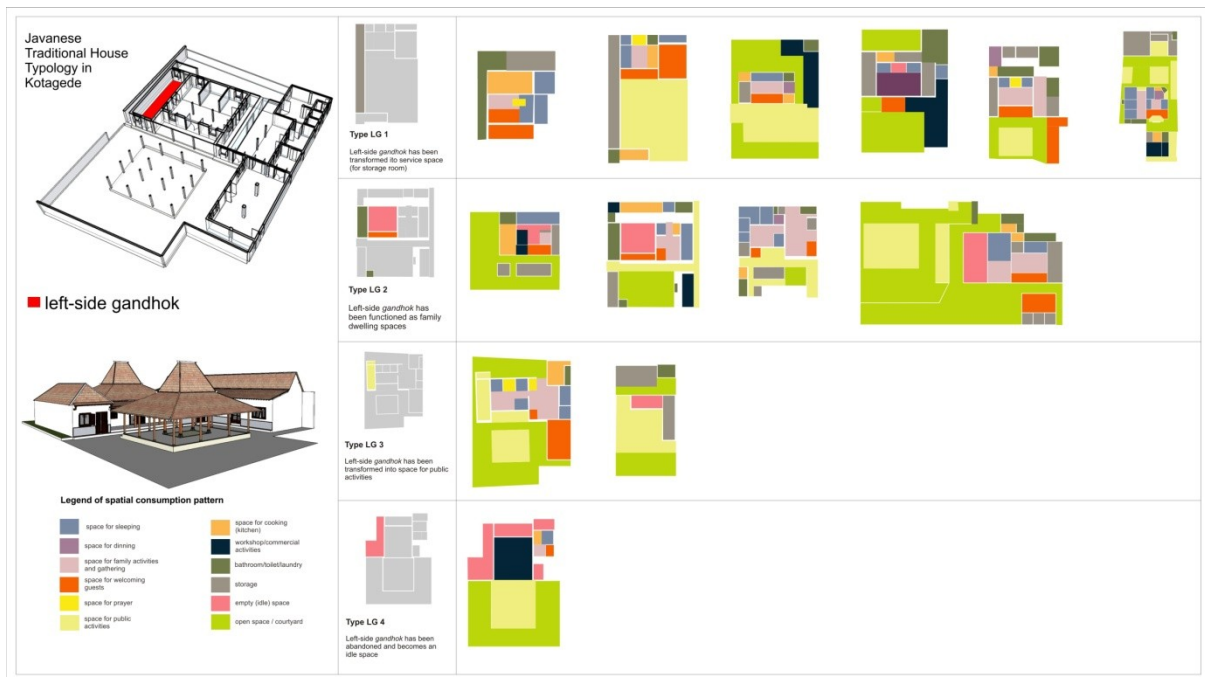 Javanese
Traditional House
Typology in
Kotagede
left-side gandhok
Legend of spatial consumption pattern
space for sleeping
space for dinning
space for family activities
and gathering
space for welcoming
guests
space for prayer
space for public
activities
space for cooking
(kitchen)
workshop/commercial
activities
bathroom/toilet/laundry
storage
empty (idle) space
open space / courtyard
Type LG 1
Left-side gandhok has been
transformed ito service space
(for storage room)
Type LG 2
Left-side gandhok has
been functioned as family
dwelling spaces
Type LG 3
Left-side gandhok has been
transformed into space for public
activities
Type LG 4
Left-side gandhok has been
abandoned and becomes an
idle space